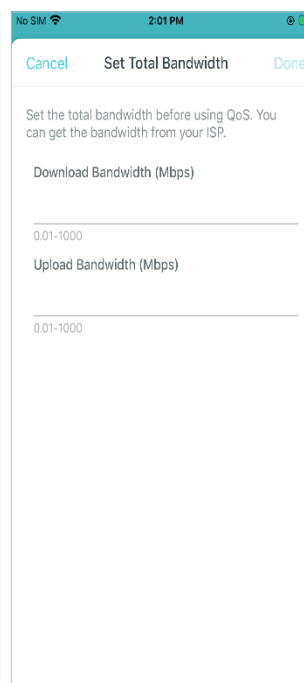 No SIM 2:01 PM
Cancel Set Total Bandwidth Done
Set the total bandwidth before using QoS. You
can get the bandwidth from your ISP.
Download Bandwidth (Mbps)
0.01-1000
Upload Bandwidth (Mbps)
0.01-1000